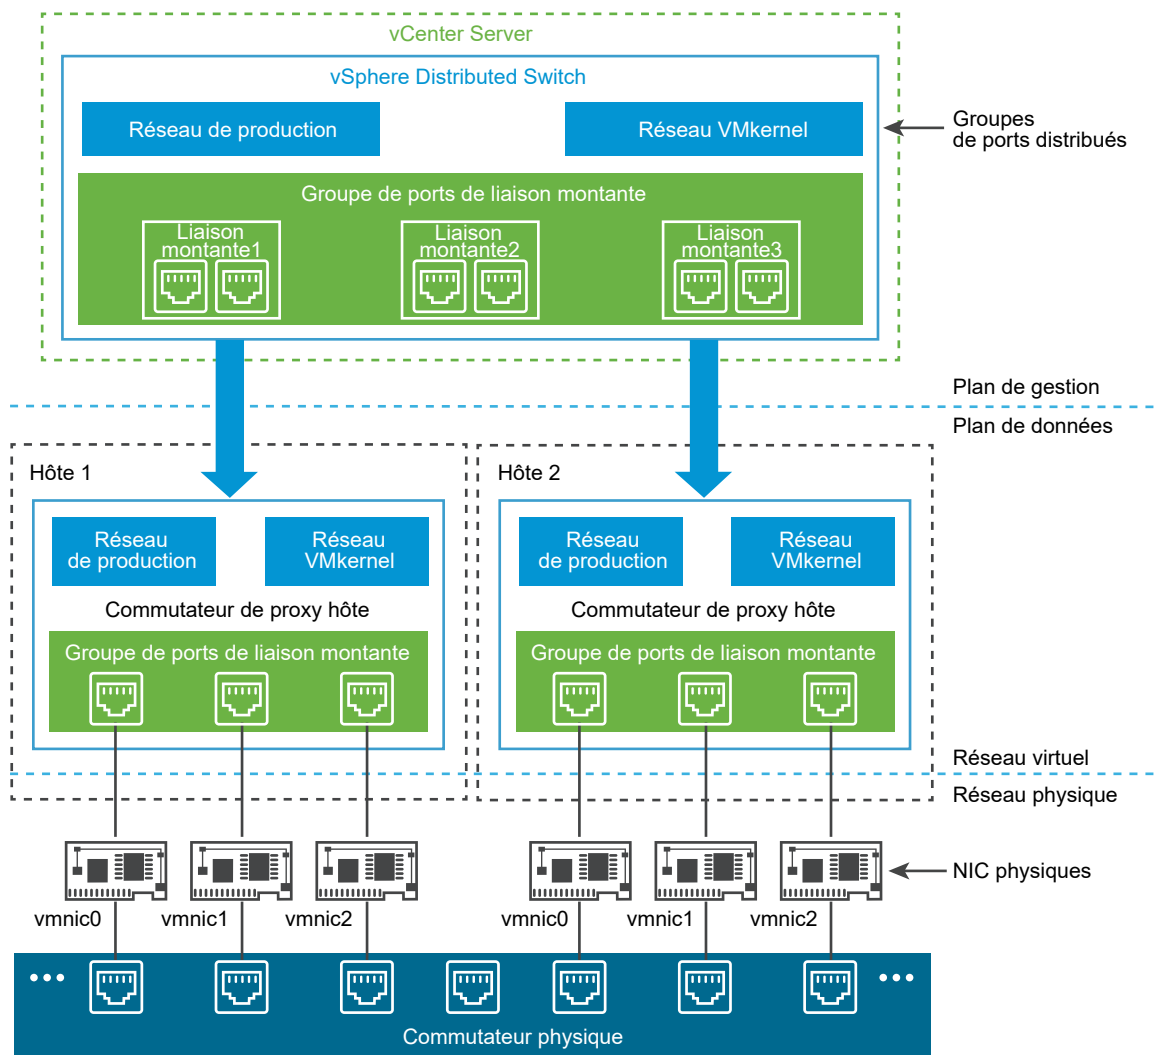 vCenter Server
vSphere Distributed Switch
Réseau de production
Réseau VMkernel
Groupes
de ports distribués
Groupe de ports de liaison montante
Liaison
montante1
Liaison
montante2
Liaison
montante3
Plan de gestion
Plan de données
Hôte 1
Réseau
de production
Réseau
VMkernel
Commutateur de proxy hôte
Groupe de ports de liaison montante
Hôte 2
Réseau
de production
Réseau
VMkernel
Commutateur de proxy hôte
Groupe de ports de liaison montante
Réseau virtuel
Réseau physique
NIC physiques
vmnic0
vmnic1
vmnic2
vmnic0
vmnic1
vmnic2
Commutateur physique